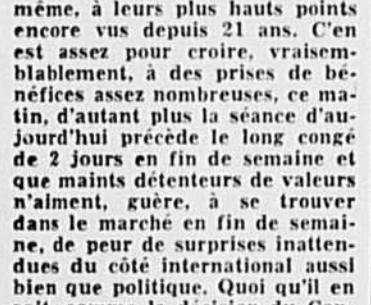 même, à leurs plus hauts points
encore vus depuis 21 ans. C'en
est assez pour croire, vraisem-
blablement, à des prises de bé-
néfices assez nombreuses, ce ma-
tin, d'autant plus la séance d'au-
jourd'hui précède le long congé
de 2 jours en fin de semaine et
que maints détenteurs de valeurs
n'aiment, guère, à se trouver
dans le marché en fin de semai-
ne, de peur de surprises inatten-
dues du côté international aussi
bien que politique. Quoi qu'il en